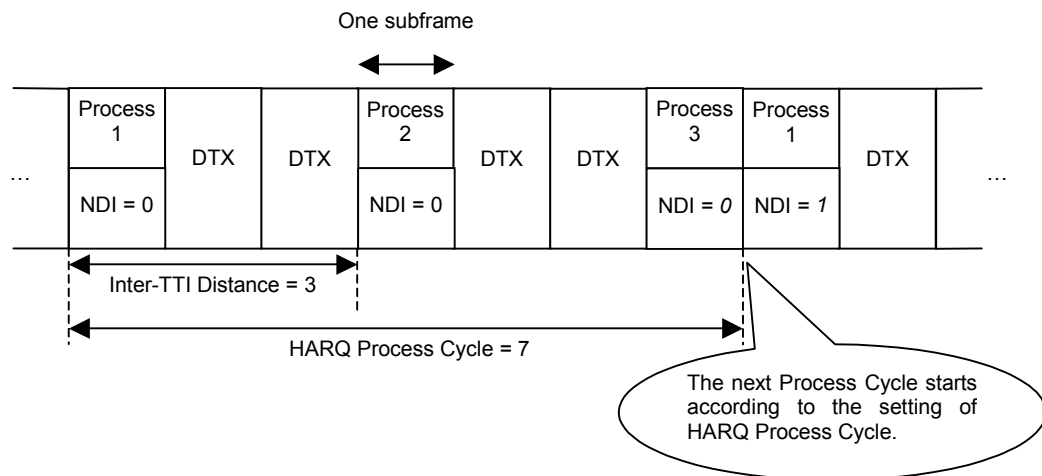 One subframe
Process
1
Process
2
Process
3
Process
1
DTX
DTX
DTX
DTX
DTX
...
...
NDI = 0
NDI = 0
NDI = 0
NDI = 1
Inter-TTI Distance = 3
HARQ Process Cycle = 7
The next Process Cycle starts
according to the setting of
HARQ Process Cycle.